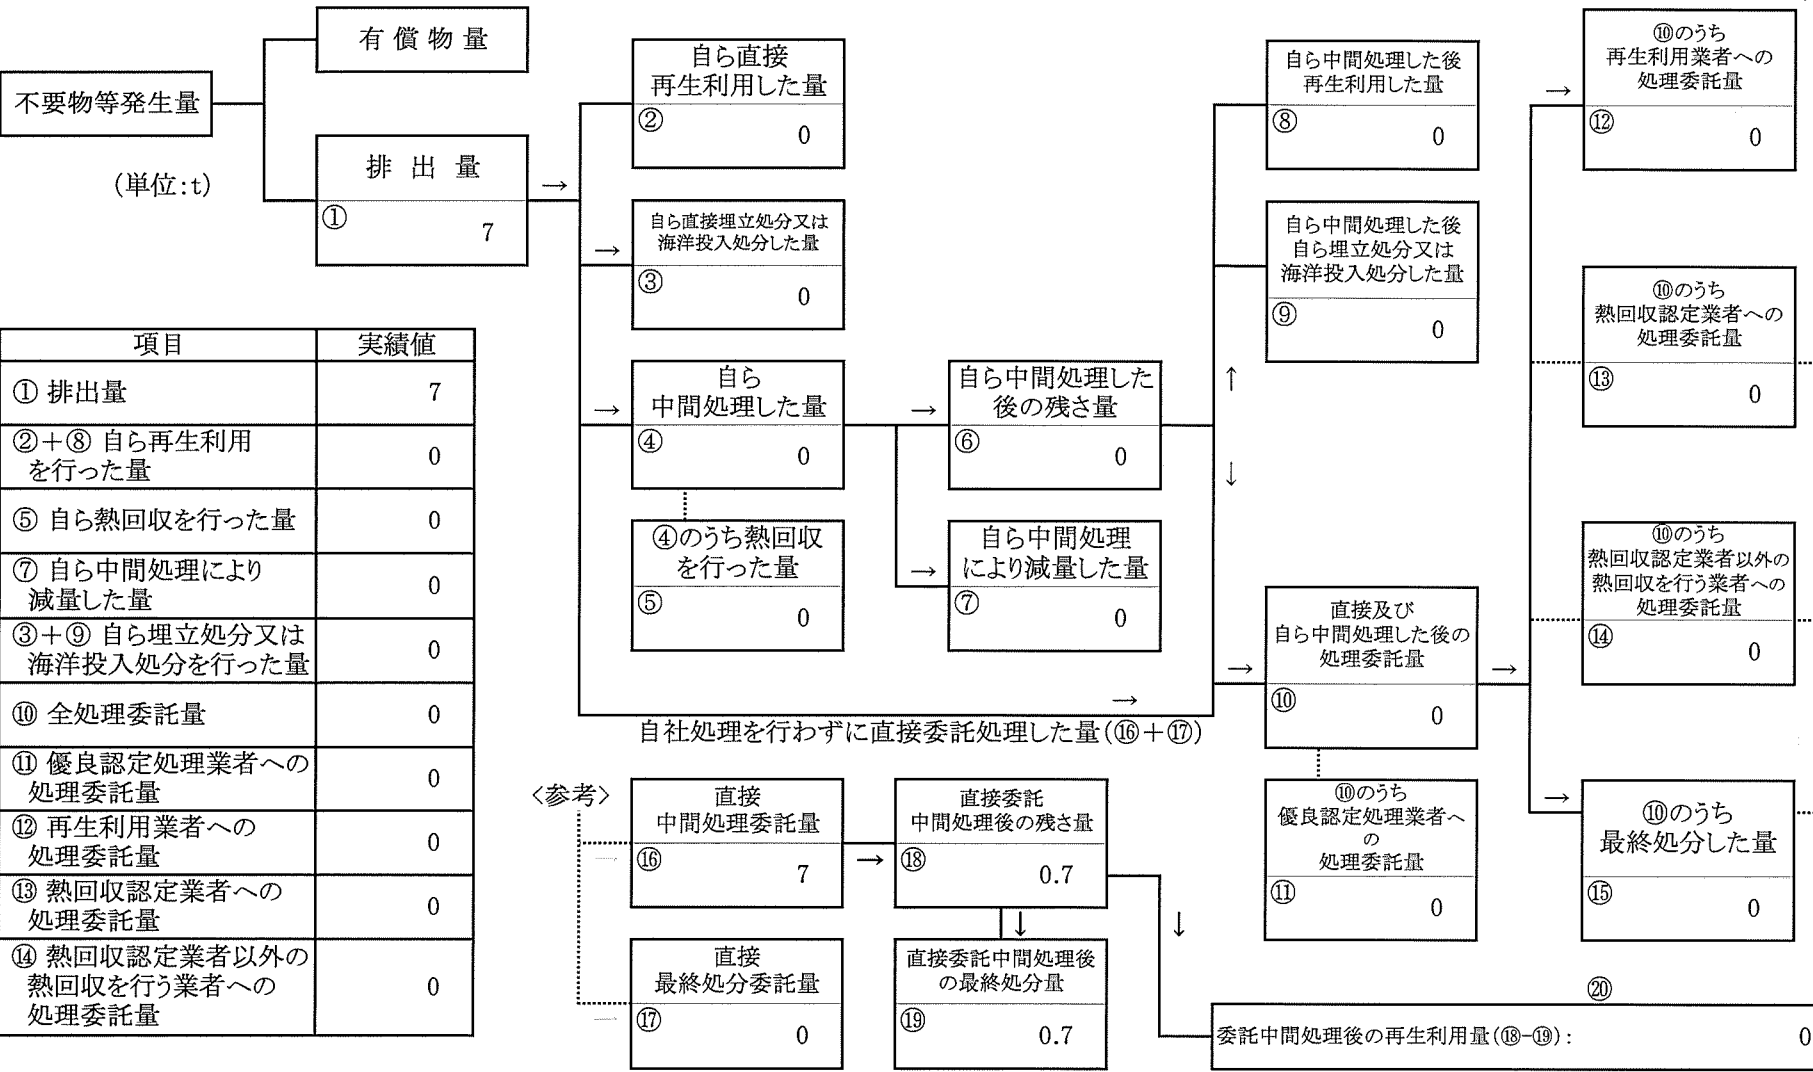 有償物量
不要物等発生量
(単位:t)
排出量
①
7
自ら直接
再生利用した量
②
0
自ら直接埋立処分又は
海洋投入処分した量
③
0
自ら
中間処理した量
④
0
④のうち熱回収
を行った量
⑤
0
自ら中間処理した
後の残さ量
⑥
0
自ら中間処理
により減量した量
⑦
0
自ら中間処理した後
再生利用した量
⑧
0
自ら中間処理した後
自ら埋立処分又は
海洋投入処分した量
⑨
0
直接及び
自ら中間処理した後の
処理委託量
⑩
0
⑩のうち
優良認定処理業者へ
の
処理委託量
⑪
0
⑩のうち
再生利用業者への
処理委託量
⑫
0
⑩のうち
熱回収認定業者への
処理委託量
⑬
0
⑩のうち
熱回収認定業者以外の
熱回収を行う業者への
処理委託量
⑭
0
⑩のうち
最終処分した量
⑮
0
自社処理を行わずに直接委託処理した量(⑯+⑰)
〈参考〉
直接
中間処理委託量
⑯
7
直接
最終処分委託量
⑰
0
直接委託
中間処理後の残さ量
⑱
0.7
直接委託中間処理後
の最終処分量
⑲
0.7
⑳
委託中間処理後の再生利用量(⑱-⑲):
0
項目 実績値
① 排出量 7
②+⑧ 自ら再生利用
を行った量 0
⑤ 自ら熱回収を行った量 0
⑦ 自ら中間処理により
減量した量 0
③+⑨ 自ら埋立処分又は
海洋投入処分を行った量 0
⑩ 全処理委託量 0
⑪ 優良認定処理業者への
処理委託量 0
⑫ 再生利用業者への
処理委託量 0
⑬ 熱回収認定業者への
処理委託量 0
⑭ 熱回収認定業者以外の
熱回収を行う業者への
処理委託量 0